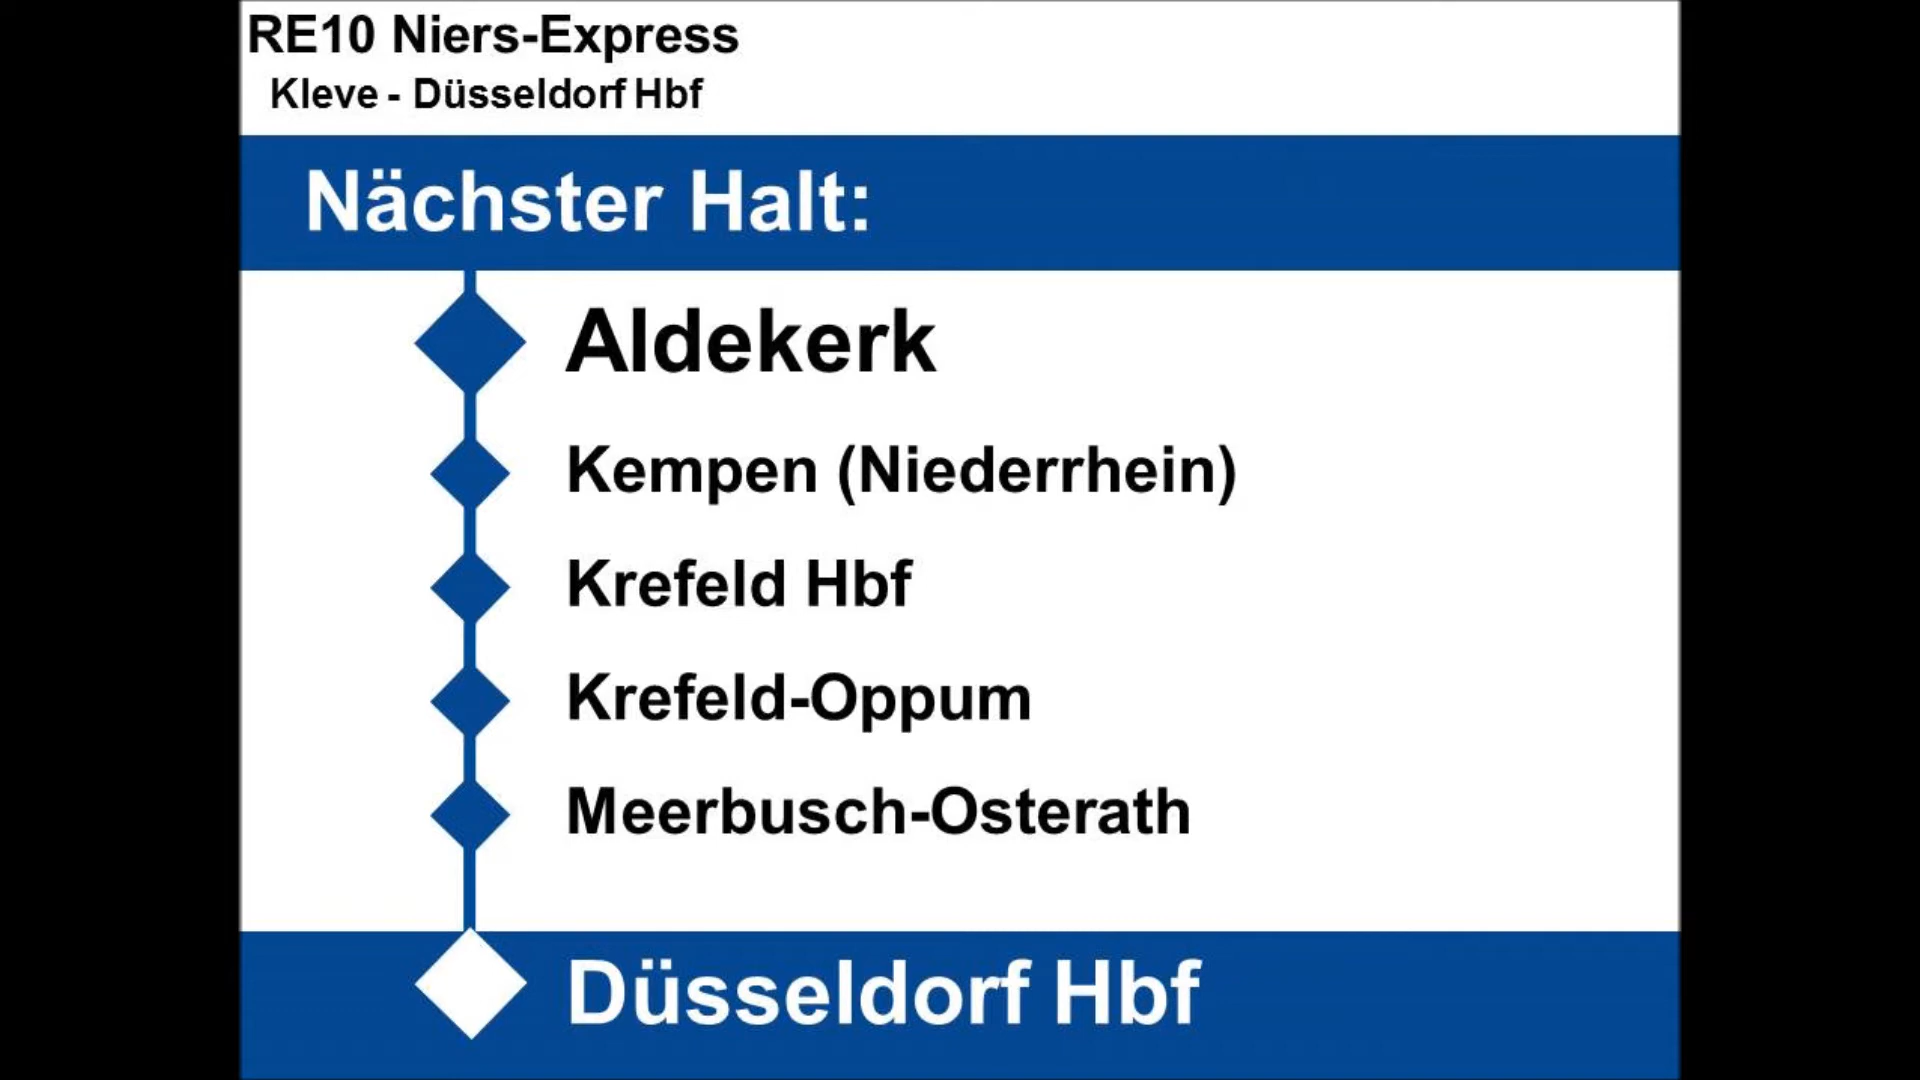 RE10 Niers-Express
Kleve - Düsseldorf Hbf
Nächster Halt:
Aldekerk
Kempen (Niederrhein)
Krefeld Hbf
Krefeld-Oppum
Meerbusch-Osterath
Düsseldorf Hbf